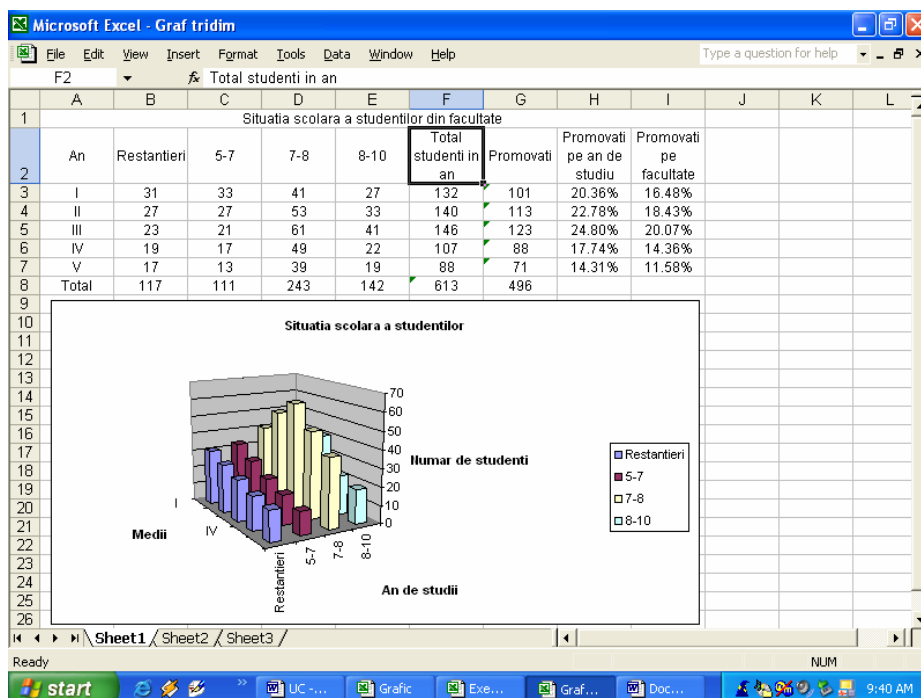 Microsoft Excel - Graf tridim
File Edit View Insert Format Tools Data Window Help Type a question for help
F2 fx Total studenti in an
A B C D E F G H I J K L
1 Situatia scolara a studentilor din facultate
2 An Restantieri 5-7 7-8 8-10 Total studenti in an Promovati Promovati pe an de studiu Promovati pe facultate
3 I 31 33 41 27 132 101 20.36% 16.48%
4 II 27 27 53 33 140 113 22.78% 18.43%
5 III 23 21 61 41 146 123 24.80% 20.07%
6 IV 19 17 49 22 107 88 17.74% 14.36%
7 V 17 13 39 19 88 71 14.31% 11.58%
8 Total 117 111 243 142 613 496
9
10
11
12
13
14
15
16
17
18
19
20
21
22
23
24
25
26
Situatia scolara a studentilor
70
60
50
40
30
20
10
0
Numar de studenti
I
IV
Medii
Restantieri
5-7
7-8
8-10
An de studii
Restantieri
5-7
7-8
8-10
Sheet1 Sheet2 Sheet3
Ready NUM
start » UC -... Grafic Exe... Graf... Doc... 9:40 AM